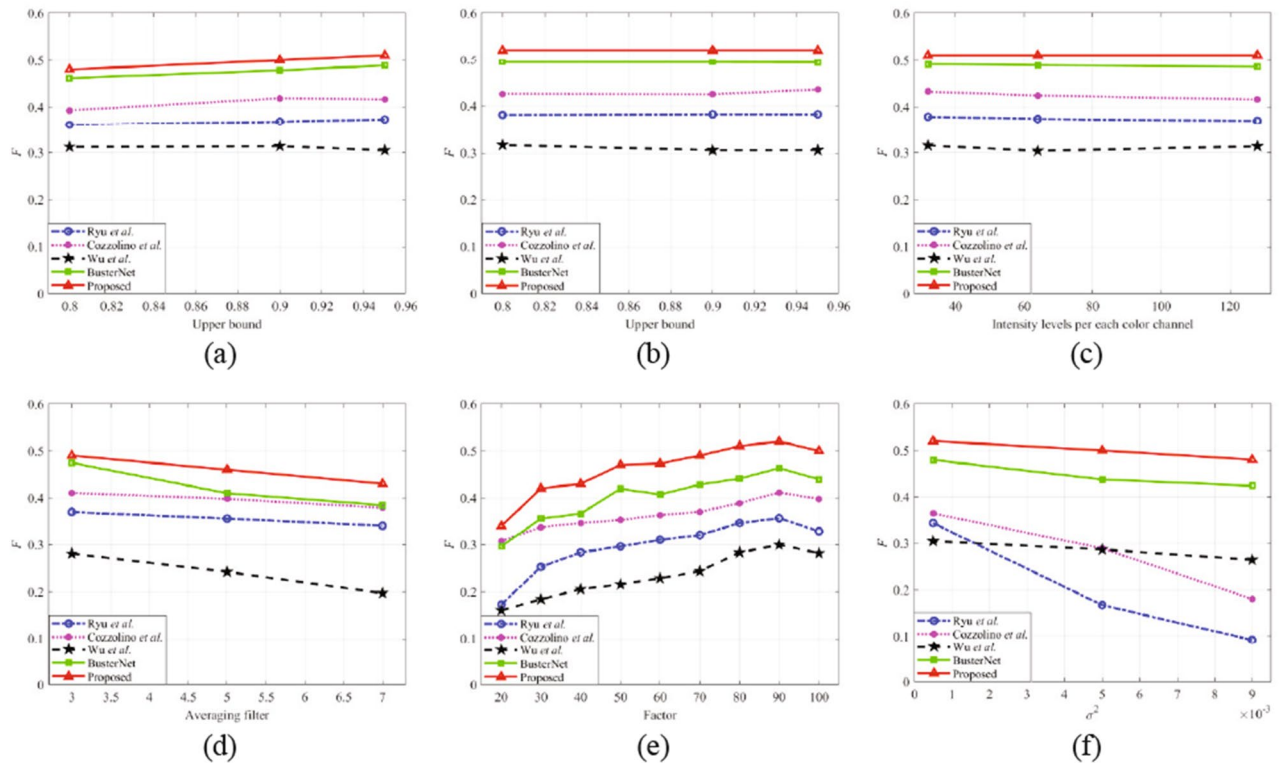 0.6
0.5
0.4
0.3
0.2
0.1
0
F
Ryu et al.
Cozzolino et al.
Wu et al.
BusterNet
Proposed
0.8 0.82 0.84 0.86 0.88 0.9 0.92 0.94 0.96
Upper bound
(a)
0.6
0.5
0.4
0.3
0.2
0.1
0
F
Ryu et al.
Cozzolino et al.
Wu et al.
BusterNet
Proposed
0.8 0.82 0.84 0.86 0.88 0.9 0.92 0.94 0.96
Upper bound
(b)
0.6
0.5
0.4
0.3
0.2
0.1
0
F
Ryu et al.
Cozzolino et al.
Wu et al.
BusterNet
Proposed
40 60 80 100 120
Intensity levels per each color channel
(c)
0.6
0.5
0.4
0.3
0.2
0.1
0
F
Ryu et al.
Cozzolino et al.
Wu et al.
BusterNet
Proposed
3 3.5 4 4.5 5 5.5 6 6.5 7
Averaging filter
(d)
0.6
0.5
0.4
0.3
0.2
0.1
0
F
Ryu et al.
Cozzolino et al.
Wu et al.
BusterNet
Proposed
20 30 40 50 60 70 80 90 100
Factor
(e)
0.6
0.5
0.4
0.3
0.2
0.1
0
F
Ryu et al.
Cozzolino et al.
Wu et al.
BusterNet
Proposed
0 1 2 3 4 5 6 7 8 9
σ² ×10⁻³
(f)